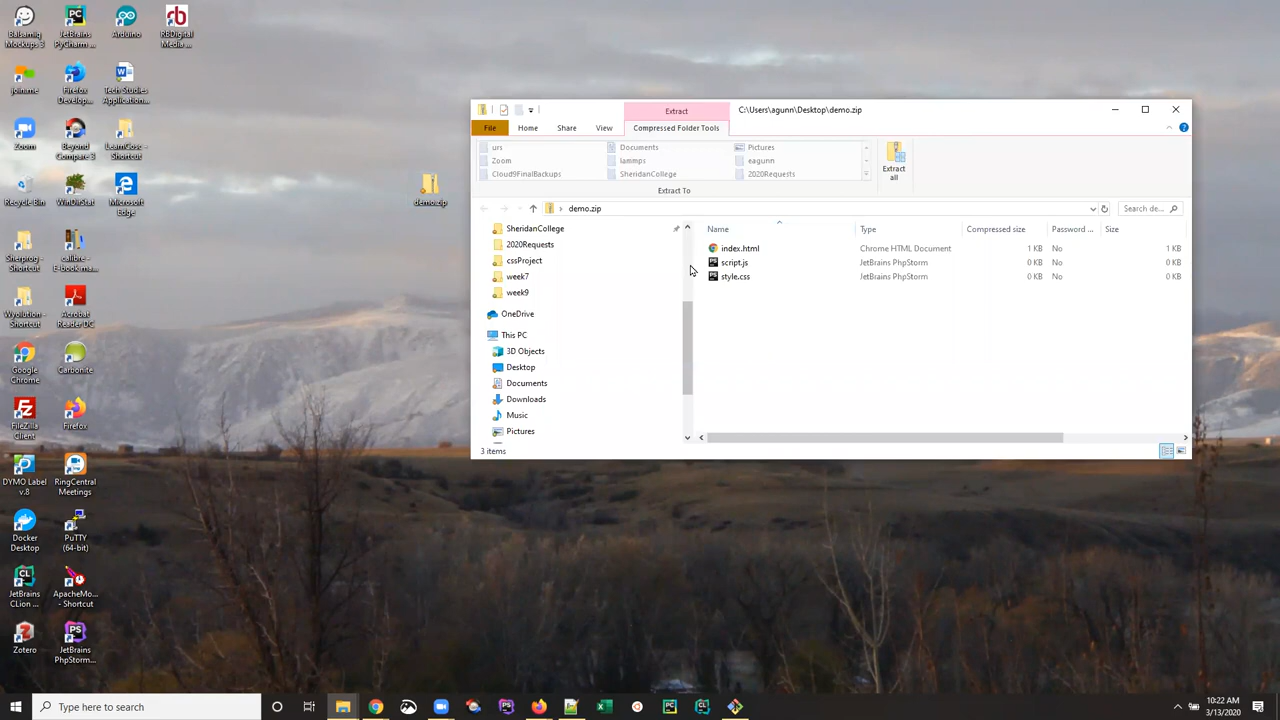 Balsamiq
Mockups 3
JetBrains
PyCharm ...
Arduino
RBDigital
Media ...
join.me
Firefox
Develop...
Tech Studies
Application...
Zoom
Beyond
Compare 3
Shortcut
Recycle Bin
WinDirStat
Microsoft
Edge
Sherprog -
Shortcut
calibre -
E-book ma...
Wyolution -
Shortcut
Acrobat
Reader DC
Google
Chrome
Carbonite
FileZilla
Client
Firefox
DYMO Label
v.8
RingCentral
Meetings
Docker
Desktop
PuTTY
(64-bit)
JetBrains
CLion ...
ApacheMo...
- Shortcut
Zotero
JetBrains
PhpStorm...
demo.zip
Extract
C:\Users\agunn\Desktop\demo.zip
File Home Share View Compressed Folder Tools
urs Documents Pictures
Zoom lammps eagunn
Cloud9FinalBackups SheridanCollege 2020Requests
Extract To
Extract
all
demo.zip
Search de...
SheridanCollege
2020Requests
cssProject
week7
week9
OneDrive
This PC
3D Objects
Desktop
Documents
Downloads
Music
Pictures
Name Type Compressed size Password ... Size
index.html Chrome HTML Document 1 KB No 1 KB
script.js JetBrains PhpStorm 0 KB No 0 KB
style.css JetBrains PhpStorm 0 KB No 0 KB
3 items
Type here to search
10:22 AM
3/13/2020